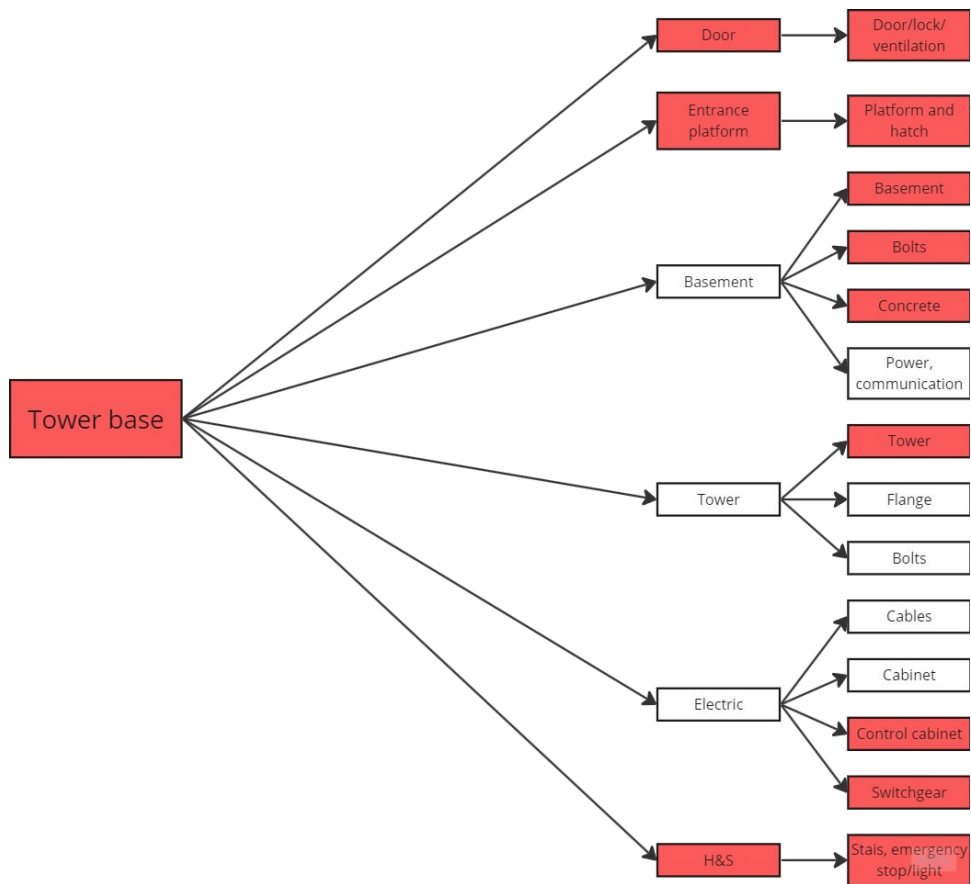 Door
Door/lock/
ventilation
Entrance
platform
Platform and
hatch
Basement
Basement
Bolts
Concrete
Power,
communication
Tower base
Tower
Tower
Flange
Bolts
Electric
Cables
Cabinet
Control cabinet
Switchgear
H&S
Stais, emergency
stop/light